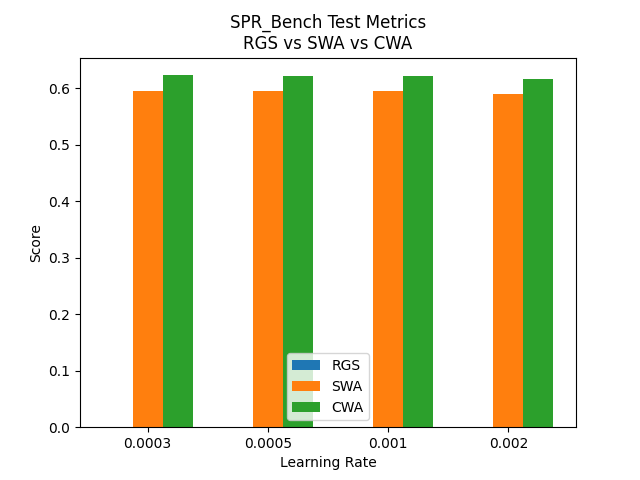 SPR_Bench Test Metrics
RGS vs SWA vs CWA
Score
0.6
0.5
0.4
0.3
0.2
0.1
0.0
RGS
SWA
CWA
0.0003 0.0005 0.001 0.002
Learning Rate